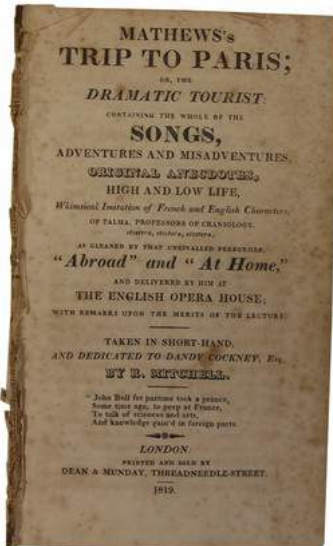 MATHEWS's
TRIP TO PARIS;
OR, THE
DRAMATIC TOURIST:
CONTAINING THE WHOLE OF THE
SONGS,
ADVENTURES AND MISADVENTURES,
ORIGINAL ANECDOTES,
HIGH AND LOW LIFE,
Whimsical Imitation of French and English Characters,
OF TALMA, PROFESSORS OF CRANIOLOGY,
etcetera, etcetera, etcetera;
AS GLEANED BY THAT UNRIVALLED PEREGRINE,
"Abroad" and "At Home,"
AND DELIVERED BY HIM AT
THE ENGLISH OPERA HOUSE;
WITH REMARKS UPON THE MERITS OF THE LECTURE:
TAKEN IN SHORT-HAND,
AND DEDICATED TO DANDY COCKNEY, Esq.
BY R. MITCHELL.
"John Bull for pastime took a prance,
Some time ago, to peep at France,
To talk of sciences and arts,
And knowledge gain'd in foreign parts.
LONDON:
PRINTED AND SOLD BY
DEAN & MUNDAY, THREADNEEDLE-STREET.
1819.